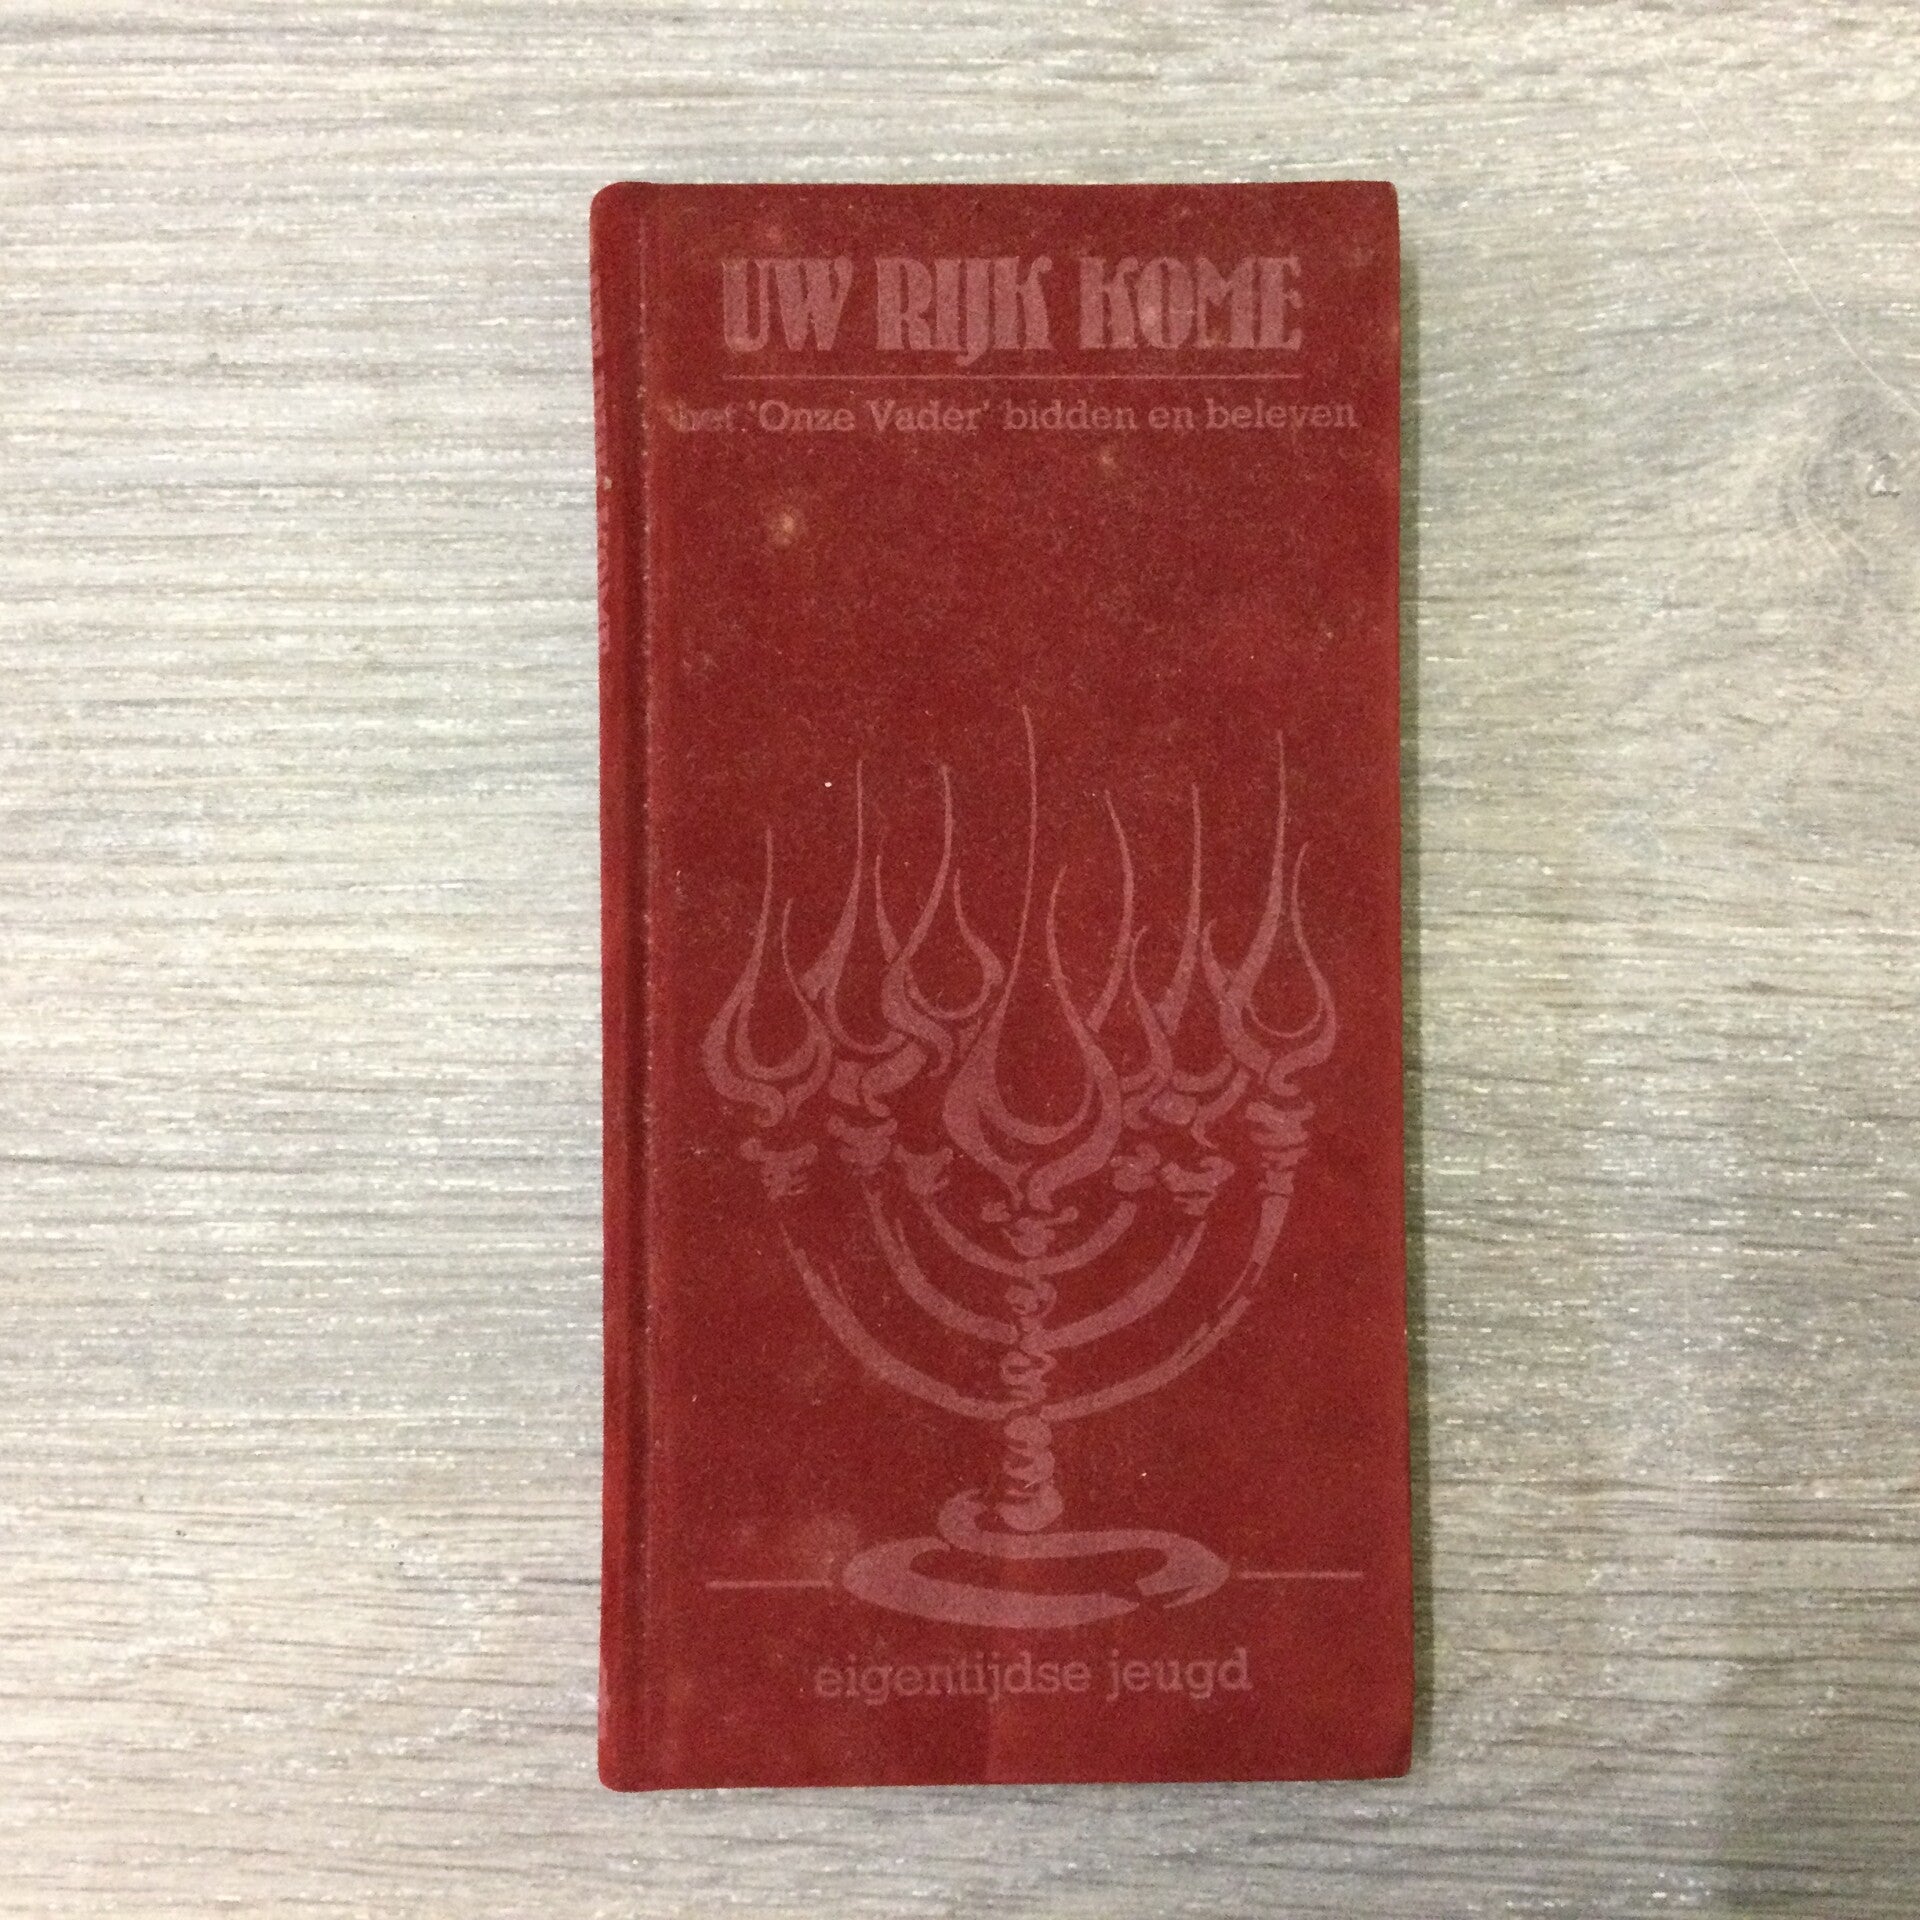 UW RIJK KOME
het 'Onze Vader' bidden en beleven
eigentijdse jeugd